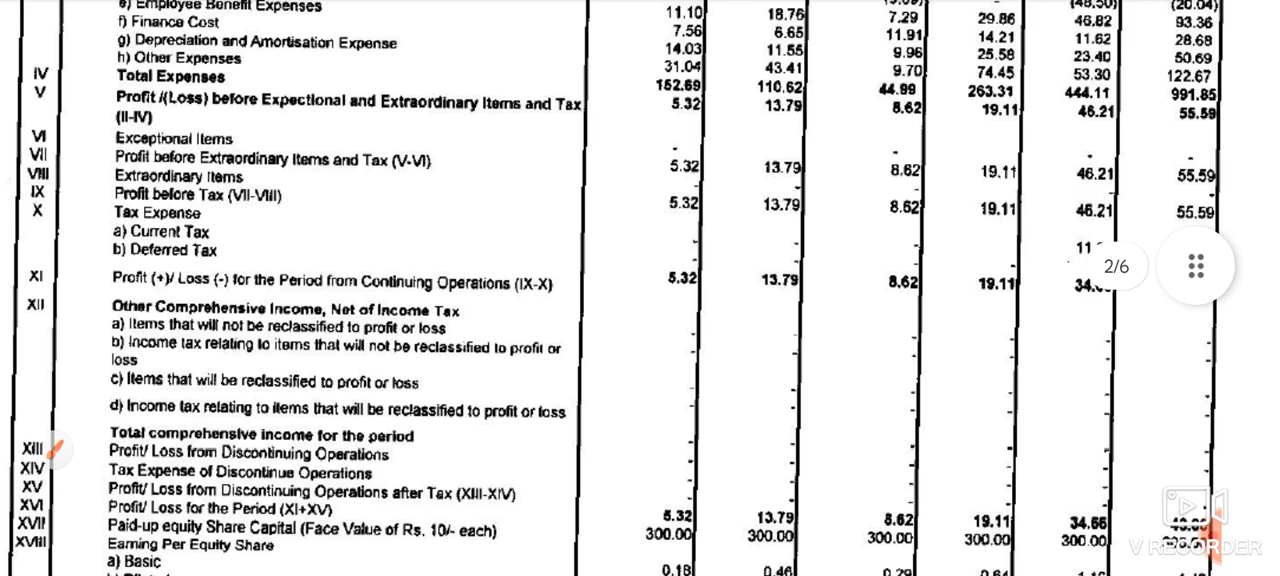 e) Employee Benefit Expenses 11.10 18.76 7.29 29.86 46.82 93.36
f) Finance Cost 7.56 6.65 11.91 14.21 11.62 28.68
g) Depreciation and Amortisation Expense 14.03 11.55 9.96 25.58 23.40 50.69
h) Other Expenses 31.04 43.41 9.70 74.45 53.30 122.67
IV Total Expenses 152.69 110.62 44.99 263.31 444.11 991.85
V Profit /(Loss) before Expectional and Extraordinary Items and Tax 5.32 13.79 8.62 19.11 46.21 55.59
(II-IV)
VI Exceptional Items - - - - - -
VII Profit before Extraordinary Items and Tax (V-VI) 5.32 13.79 8.62 19.11 46.21 55.59
VIII Extraordinary Items - - - - - -
IX Profit before Tax (VII-VIII) 5.32 13.79 8.62 19.11 46.21 55.59
X Tax Expense
a) Current Tax - - - -
b) Deferred Tax - - - -
2/6
XI Profit (+)/ Loss (-) for the Period from Continuing Operations (IX-X) 5.32 13.79 8.62 19.11
XII Other Comprehensive Income, Net of Income Tax
a) Items that will not be reclassified to profit or loss - - - - - -
b) Income tax relating to items that will not be reclassified to profit or - - - - - -
loss
c) Items that will be reclassified to profit or loss - - - - - -
d) Income tax relating to items that will be reclassified to profit or loss - - - - - -
Total comprehensive income for the period - - - - - -
XIII Profit/ Loss from Discontinuing Operations - - - - - -
XIV Tax Expense of Discontinue Operations - - - - - -
XV Profit/ Loss from Discontinuing Operations after Tax (XIII-XIV) - - - - - -
XVI Profit/ Loss for the Period (XI+XV) 5.32 13.79 8.62 19.11 34.66
XVII Paid-up equity Share Capital (Face Value of Rs. 10/- each) 300.00 300.00 300.00 300.00 300.00
XVIII Earning Per Equity Share
a) Basic 0.18 0.46 0.29 0.64
V RECORDER